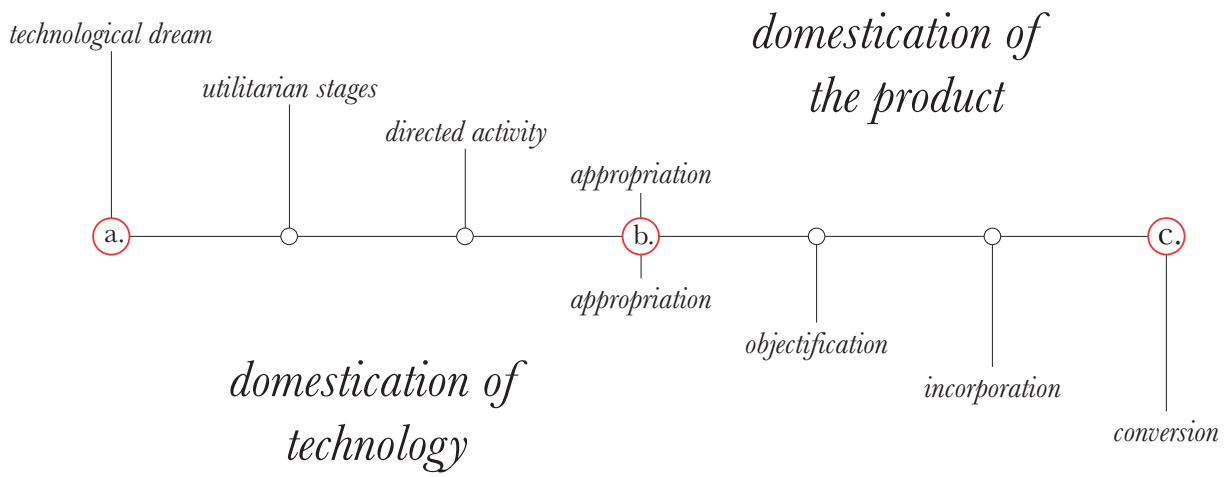 technological dream
domestication of
the product
utilitarian stages
directed activity
appropriation
a.
b.
c.
appropriation
objectification
incorporation
conversion
domestication of
technology